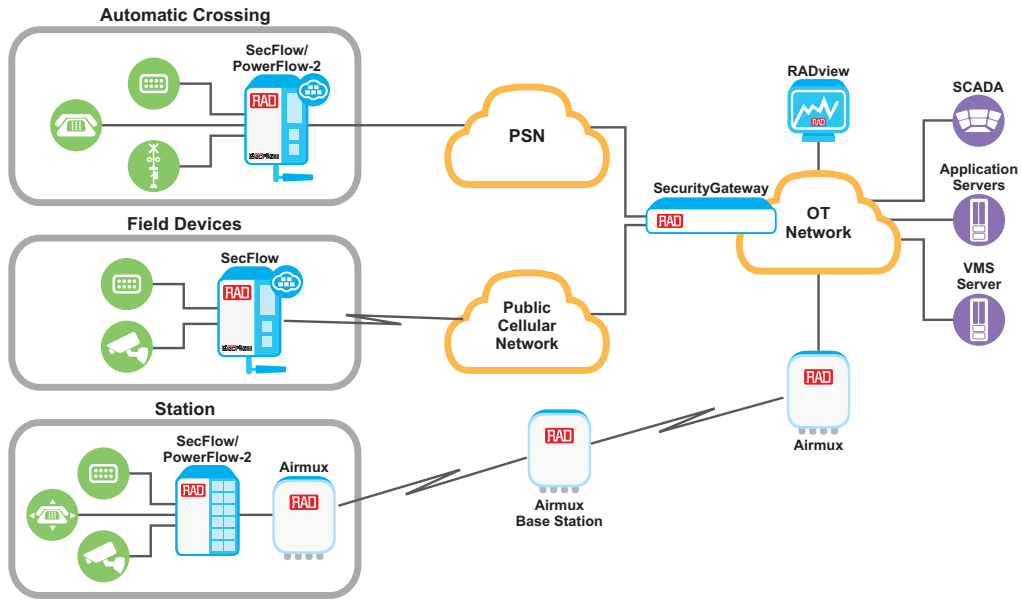 Automatic Crossing
SecFlow/
PowerFlow-2
RAD
PSN
RADview
RAD
SCADA
Application
Servers
SecurityGateway
RAD
OT
Network
VMS
Server
Field Devices
SecFlow
RAD
Public
Cellular
Network
Station
SecFlow/
PowerFlow-2
RAD
Airmux
RAD
RAD
Airmux
Base Station
RAD
Airmux